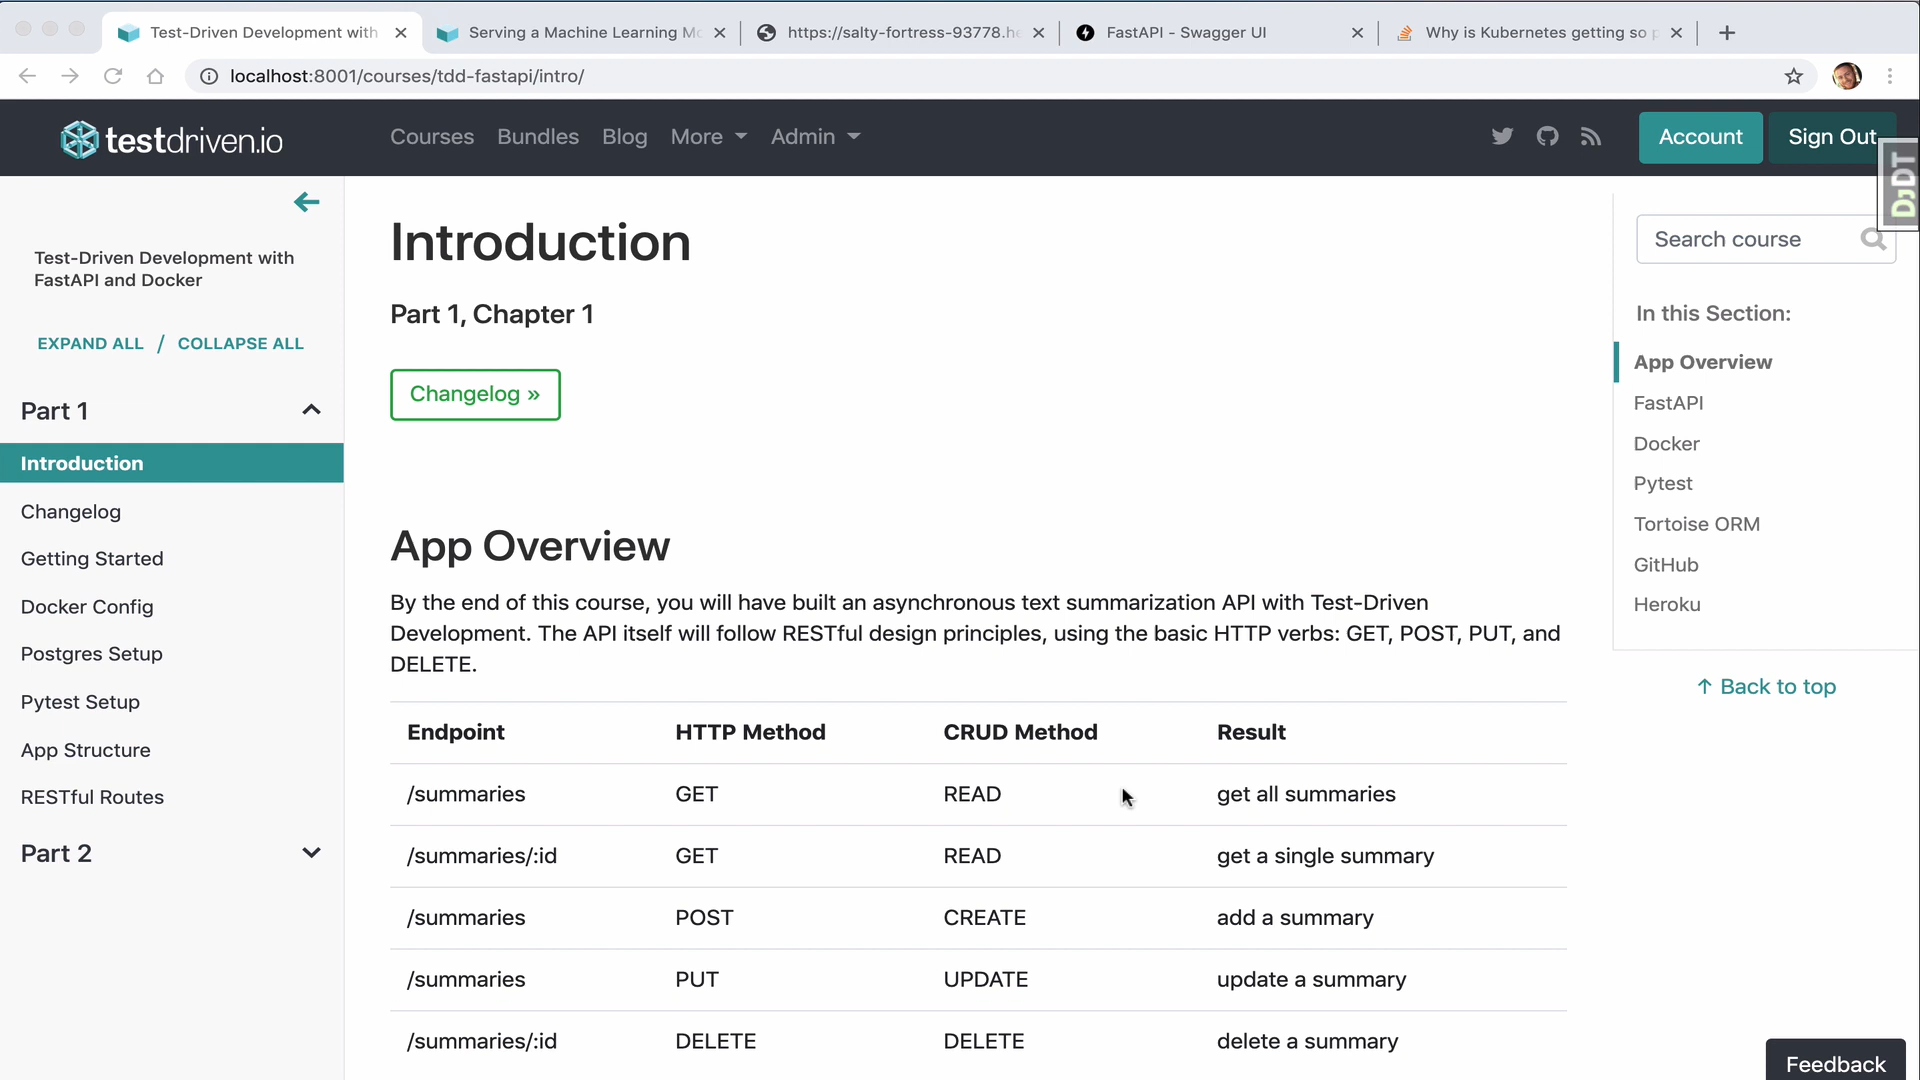 Test-Driven Development with
Serving a Machine Learning Mo
https://salty-fortress-93778.he
FastAPI - Swagger UI
Why is Kubernetes getting so p
localhost:8001/courses/tdd-fastapi/intro/
testdriven.io
Courses
Bundles
Blog
More
Admin
Account
Sign Out
DjDT
Test-Driven Development with
FastAPI and Docker
EXPAND ALL / COLLAPSE ALL
Part 1
Introduction
Changelog
Getting Started
Docker Config
Postgres Setup
Pytest Setup
App Structure
RESTful Routes
Part 2
Introduction
Part 1, Chapter 1
Changelog »
App Overview
By the end of this course, you will have built an asynchronous text summarization API with Test-Driven
Development. The API itself will follow RESTful design principles, using the basic HTTP verbs: GET, POST, PUT, and
DELETE.
Endpoint HTTP Method CRUD Method Result
/summaries GET READ get all summaries
/summaries/:id GET READ get a single summary
/summaries POST CREATE add a summary
/summaries PUT UPDATE update a summary
/summaries/:id DELETE DELETE delete a summary
Search course
In this Section:
App Overview
FastAPI
Docker
Pytest
Tortoise ORM
GitHub
Heroku
↑ Back to top
Feedback